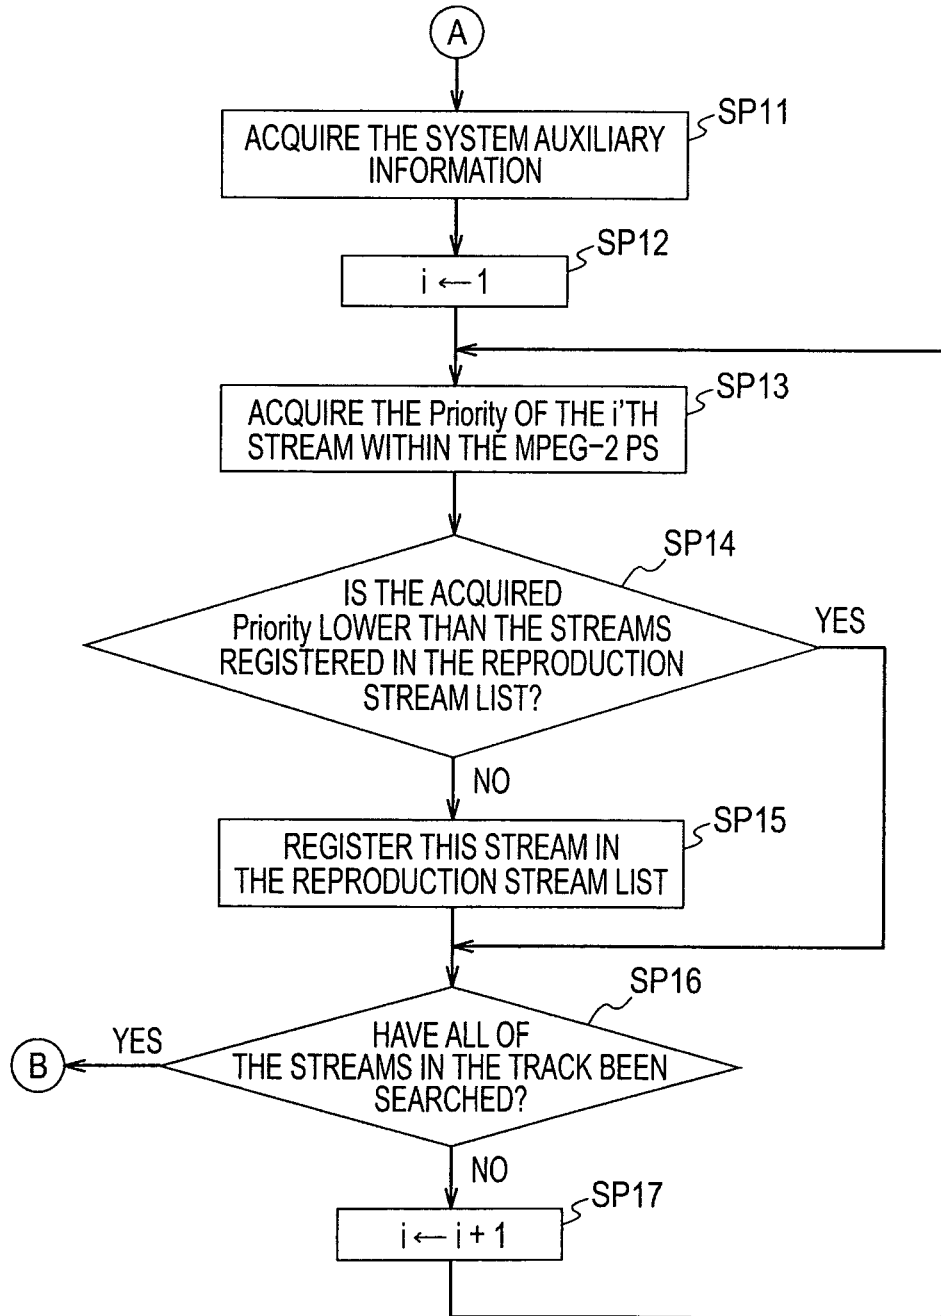 A
SP11
ACQUIRE THE SYSTEM AUXILIARY
INFORMATION
SP12
i ← 1
SP13
ACQUIRE THE Priority OF THE i'TH
STREAM WITHIN THE MPEG-2 PS
SP14
IS THE ACQUIRED
Priority LOWER THAN THE STREAMS
REGISTERED IN THE REPRODUCTION
STREAM LIST?
YES
NO
SP15
REGISTER THIS STREAM IN
THE REPRODUCTION STREAM LIST
SP16
HAVE ALL OF
THE STREAMS IN THE TRACK BEEN
SEARCHED?
YES
B
NO
SP17
i ← i + 1